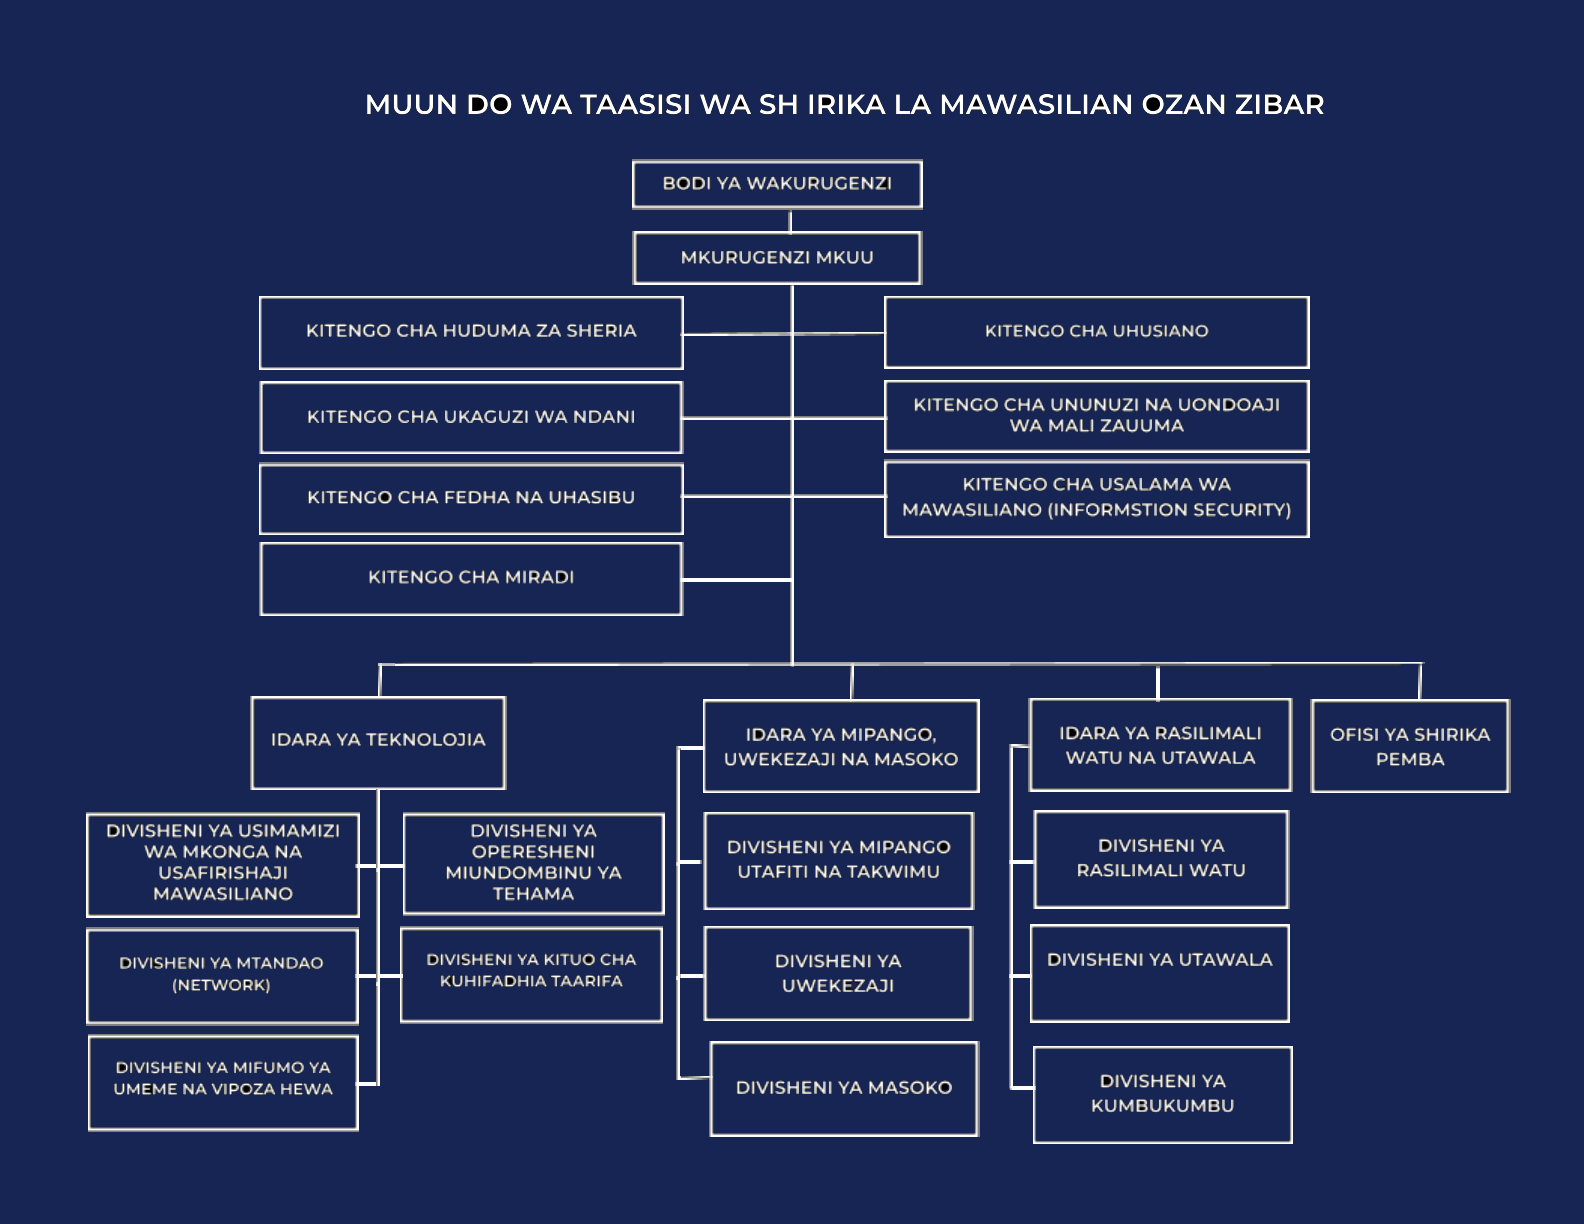 MUUN DO WA TAASISI WA SH IRIKA LA MAWASILIAN OZAN ZIBAR
BODI YA WAKURUGENZI
MKURUGENZI MKUU
KITENGO CHA HUDUMA ZA SHERIA
KITENGO CHA UHUSIANO
KITENGO CHA UKAGUZI WA NDANI
KITENGO CHA UNUNUZI NA UONDOAJI
WA MALI ZAUUMA
KITENGO CHA FEDHA NA UHASIBU
KITENGO CHA USALAMA WA
MAWASILIANO (INFORMSTION SECURITY)
KITENGO CHA MIRADI
IDARA YA TEKNOLOJIA
IDARA YA MIPANGO,
UWEKEZAJI NA MASOKO
IDARA YA RASILIMALI
WATU NA UTAWALA
OFISI YA SHIRIKA
PEMBA
DIVISHENI YA USIMAMIZI
WA MKONGA NA
USAFIRISHAJI
MAWASILIANO
DIVISHENI YA
OPERESHENI
MIUNDOMBINU YA
TEHAMA
DIVISHENI YA MIPANGO
UTAFITI NA TAKWIMU
DIVISHENI YA
RASILIMALI WATU
DIVISHENI YA MTANDAO
(NETWORK)
DIVISHENI YA KITUO CHA
KUHIFADHIA TAARIFA
DIVISHENI YA
UWEKEZAJI
DIVISHENI YA UTAWALA
DIVISHENI YA MIFUMO YA
UMEME NA VIPOZA HEWA
DIVISHENI YA MASOKO
DIVISHENI YA
KUMBUKUMBU